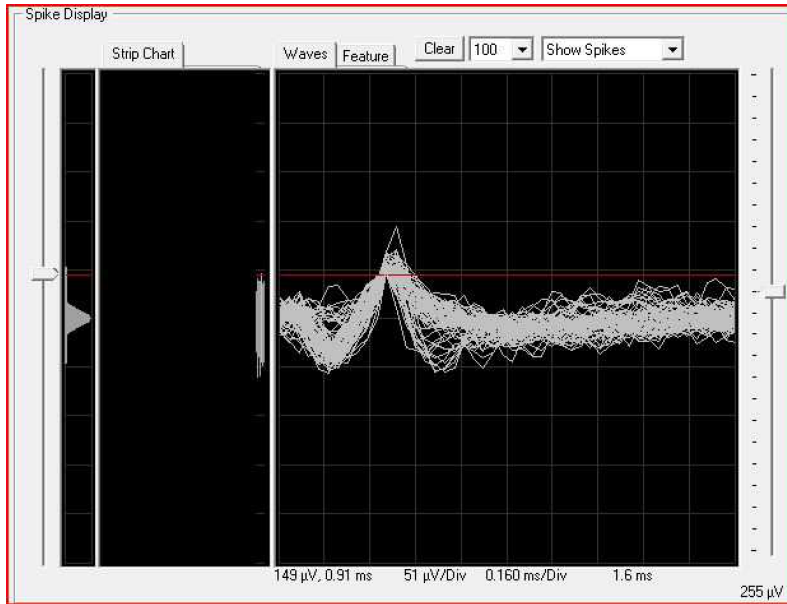 Spike Display
Strip Chart Waves Feature Clear 100 Show Spikes
149 µV, 0.91 ms 51 µV/Div 0.160 ms/Div 1.6 ms
255 µV